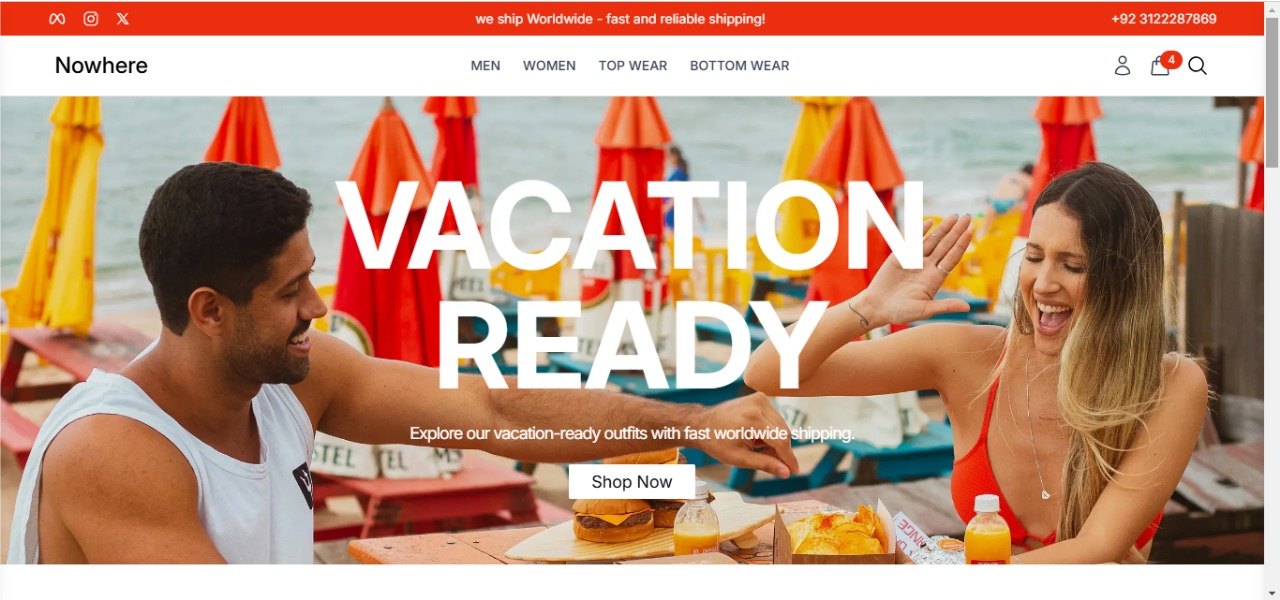 we ship Worldwide - fast and reliable shipping!
+92 3122287869
Nowhere
MEN
WOMEN
TOP WEAR
BOTTOM WEAR
4
VACATION
READY
Explore our vacation-ready outfits with fast worldwide shipping.
Shop Now